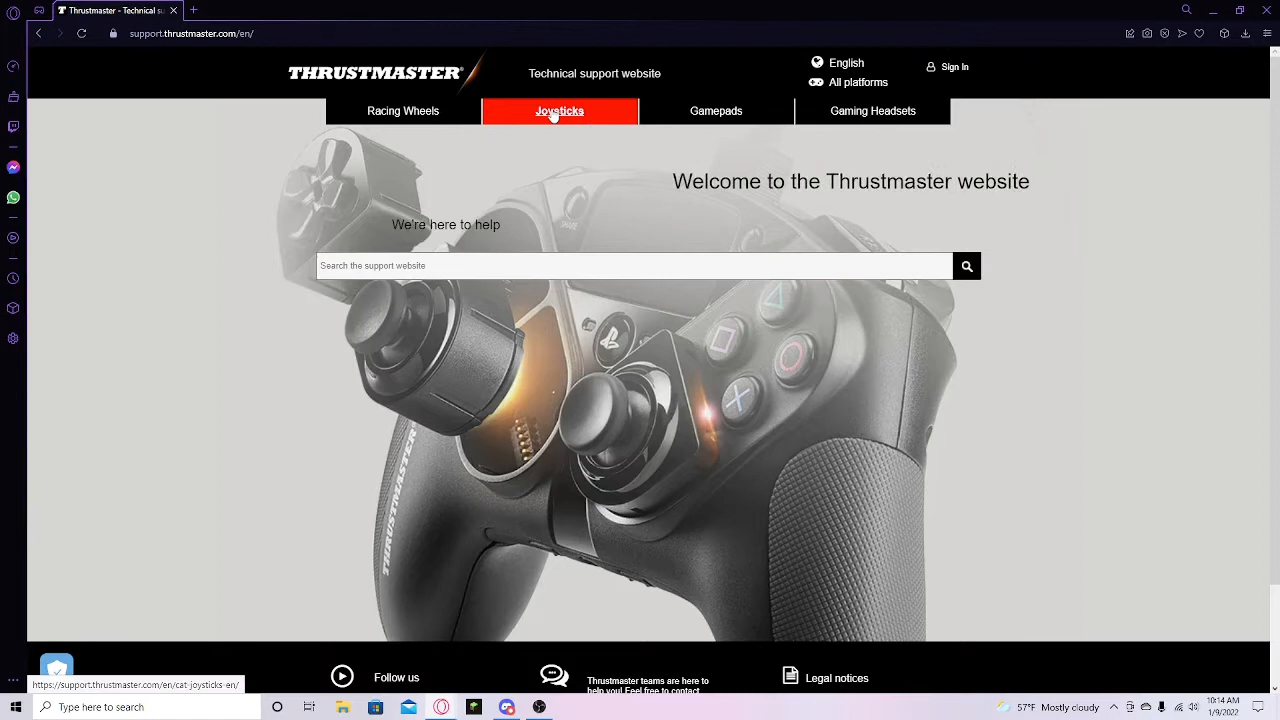 Thrustmaster - Technical su
support.thrustmaster.com/en/
THRUSTMASTER
Technical support website
English
All platforms
Sign In
Racing Wheels
Joysticks
Gamepads
Gaming Headsets
Welcome to the Thrustmaster website
We're here to help
Search the support website
SHARE
THRUSTMASTER
Follow us
Thrustmaster teams are here to
help you! Feel free to contact
Legal notices
https://support.thrustmaster.com/en/cat-joysticks-en/
Type here to search
57°F Mostly cloudy
10:14 AM
1/9/2022